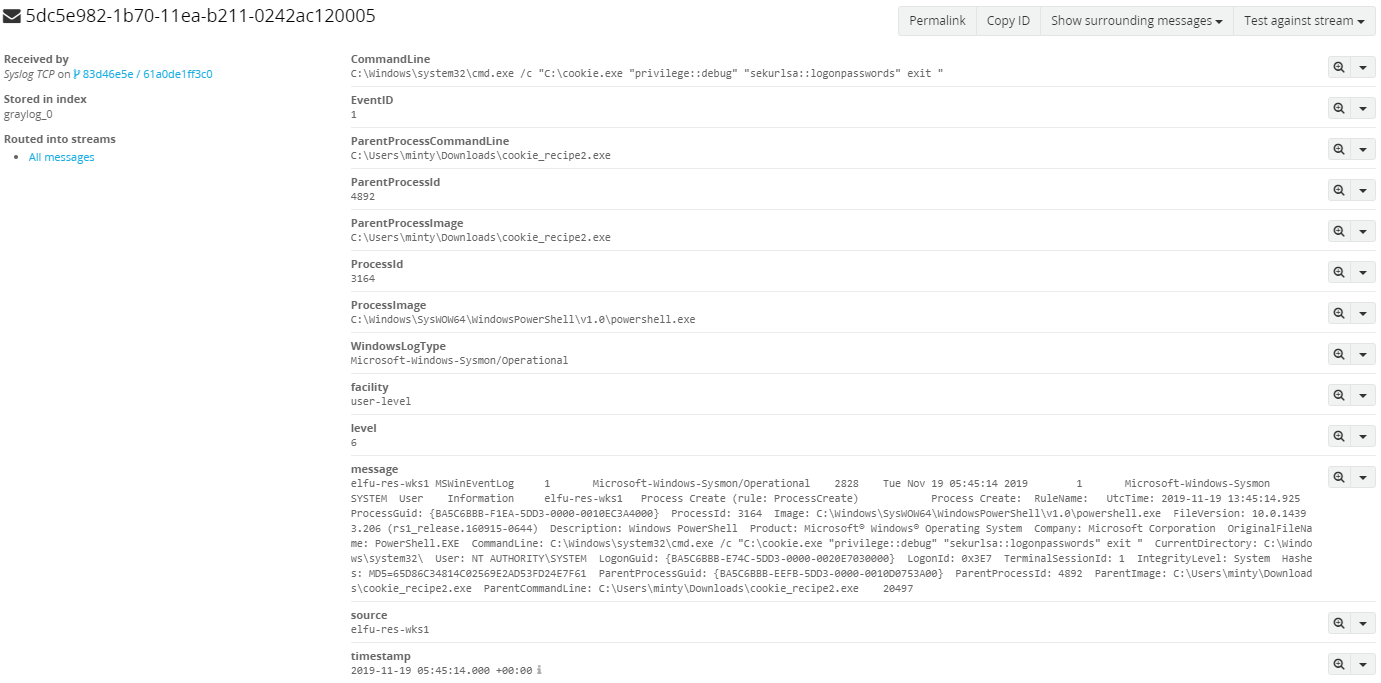 5dc5e982-1b70-11ea-b211-0242ac120005
Permalink
Copy ID
Show surrounding messages
Test against stream
Received by
Syslog TCP on 83d46e5e / 61a0de1ff3c0
Stored in index
graylog_0
Routed into streams
• All messages
CommandLine
C:\Windows\system32\cmd.exe /c "C:\cookie.exe "privilege::debug" "sekurlsa::logonpasswords" exit "
EventID
1
ParentProcessCommandLine
C:\Users\minty\Downloads\cookie_recipe2.exe
ParentProcessId
4892
ParentProcessImage
C:\Users\minty\Downloads\cookie_recipe2.exe
ProcessId
3164
ProcessImage
C:\Windows\SysWOW64\WindowsPowerShell\v1.0\powershell.exe
WindowsLogType
Microsoft-Windows-Sysmon/Operational
facility
user-level
level
6
message
elfu-res-wks1 MSWinEventLog 1 Microsoft-Windows-Sysmon/Operational 2828 Tue Nov 19 05:45:14 2019 1 Microsoft-Windows-Sysmon
SYSTEM User Information elfu-res-wks1 Process Create (rule: ProcessCreate) Process Create: RuleName: UtcTime: 2019-11-19 13:45:14.925
ProcessGuid: {BA5C6BBB-F1EA-5DD3-0000-0010EC3A4000} ProcessId: 3164 Image: C:\Windows\SysWOW64\WindowsPowerShell\v1.0\powershell.exe FileVersion: 10.0.1439
3.206 (rs1_release.160915-0644) Description: Windows PowerShell Product: Microsoft® Windows® Operating System Company: Microsoft Corporation OriginalFileNa
me: PowerShell.EXE CommandLine: C:\Windows\system32\cmd.exe /c "C:\cookie.exe "privilege::debug" "sekurlsa::logonpasswords" exit " CurrentDirectory: C:\Windo
ws\system32\ User: NT AUTHORITY\SYSTEM LogonGuid: {BA5C6BBB-E74C-5DD3-0000-0020E7030000} LogonId: 0x3E7 TerminalSessionId: 1 IntegrityLevel: System Hashe
s: MD5=65D86C34814C02569E2AD53FD24E7F61 ParentProcessGuid: {BA5C6BBB-EEFB-5DD3-0000-0010D0753A00} ParentProcessId: 4892 ParentImage: C:\Users\minty\Download
s\cookie_recipe2.exe ParentCommandLine: C:\Users\minty\Downloads\cookie_recipe2.exe 20497
source
elfu-res-wks1
timestamp
2019-11-19 05:45:14.000 +00:00